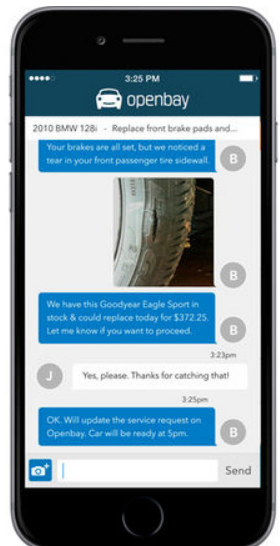 3:25 PM
openbay
2010 BMW 128i - Replace front brake pads and...
Your brakes are all set, but we noticed a
tear in your front passenger tire sidewall.
B
B
We have this Goodyear Eagle Sport in
stock & could replace today for $372.25.
Let me know if you want to proceed.
B
3:23pm
J
Yes, please. Thanks for catching that!
3:25pm
OK. Will update the service request on
Openbay. Car will be ready at 5pm.
B
Send